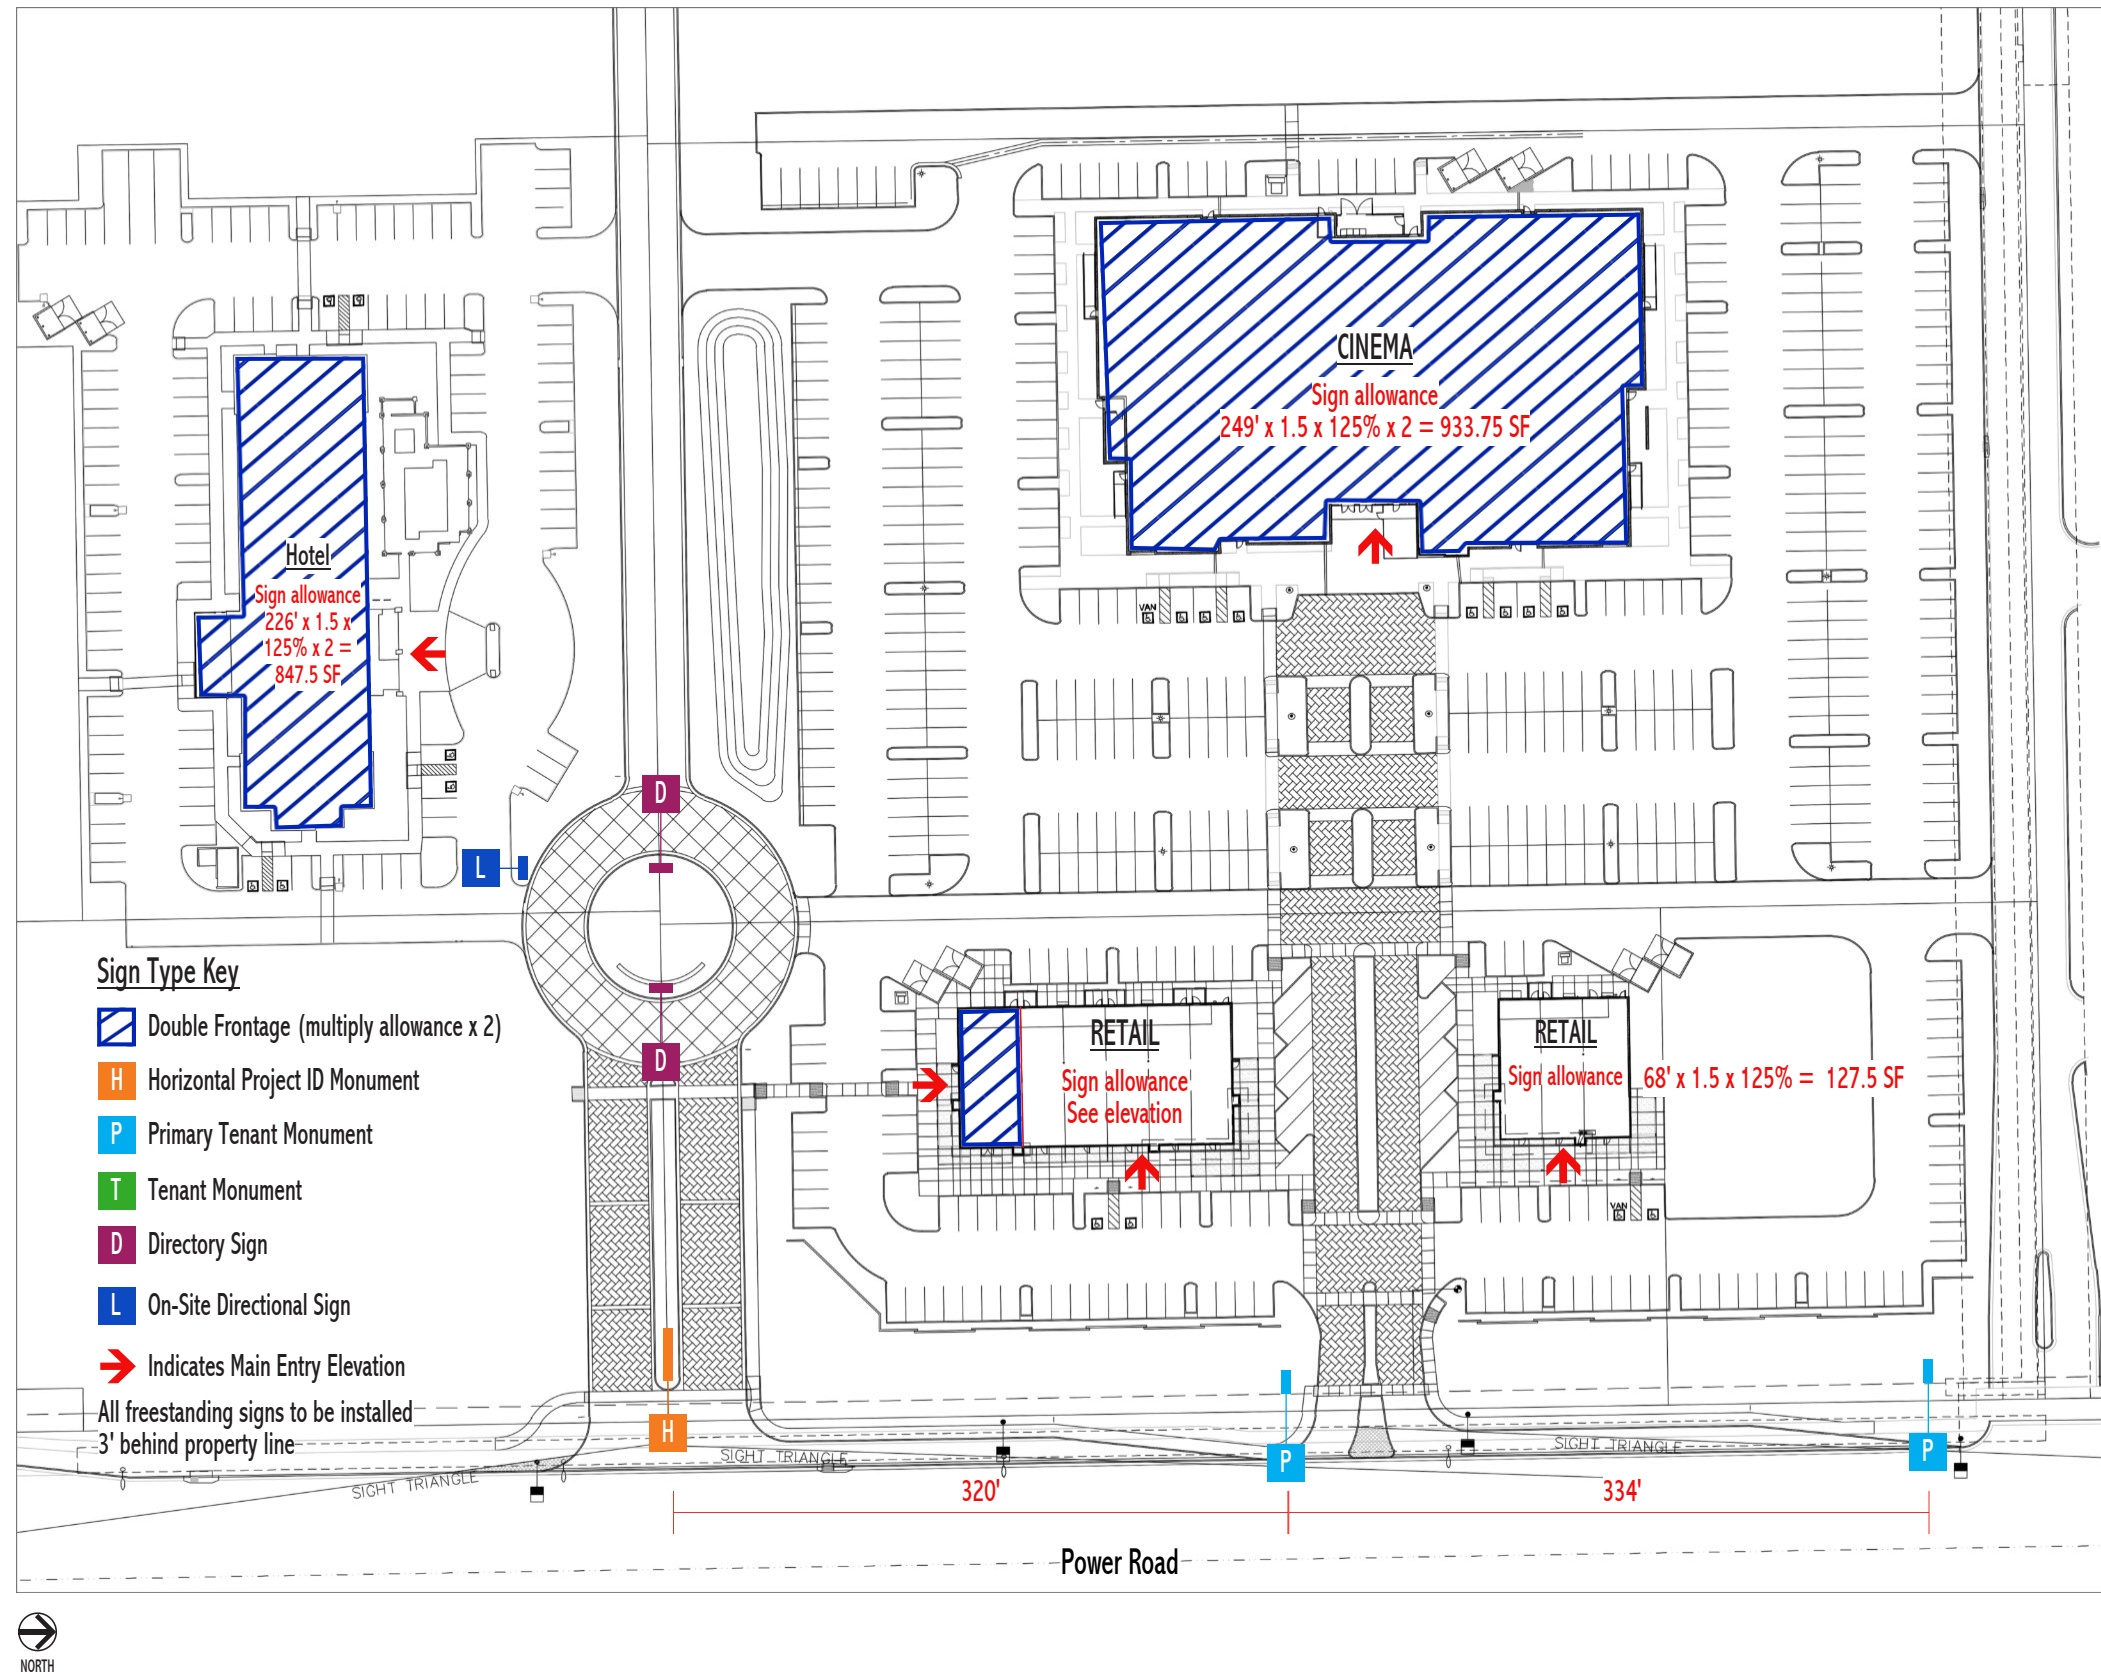 CINEMA
Sign allowance
249' x 1.5 x 125% x 2 = 933.75 SF
Hotel
Sign allowance
226' x 1.5 x
125% x 2 =
847.5 SF
VAN
D
L
D
RETAIL
Sign allowance
See elevation
RETAIL
Sign allowance
68' x 1.5 x 125% = 127.5 SF
VAN
Sign Type Key
Double Frontage (multiply allowance x 2)
H Horizontal Project ID Monument
P Primary Tenant Monument
T Tenant Monument
D Directory Sign
L On-Site Directional Sign
Indicates Main Entry Elevation
All freestanding signs to be installed
3' behind property line
H
P
P
SIGHT TRIANGLE
SIGHT TRIANGLE
SIGHT TRIANGLE
320'
334'
Power Road
NORTH